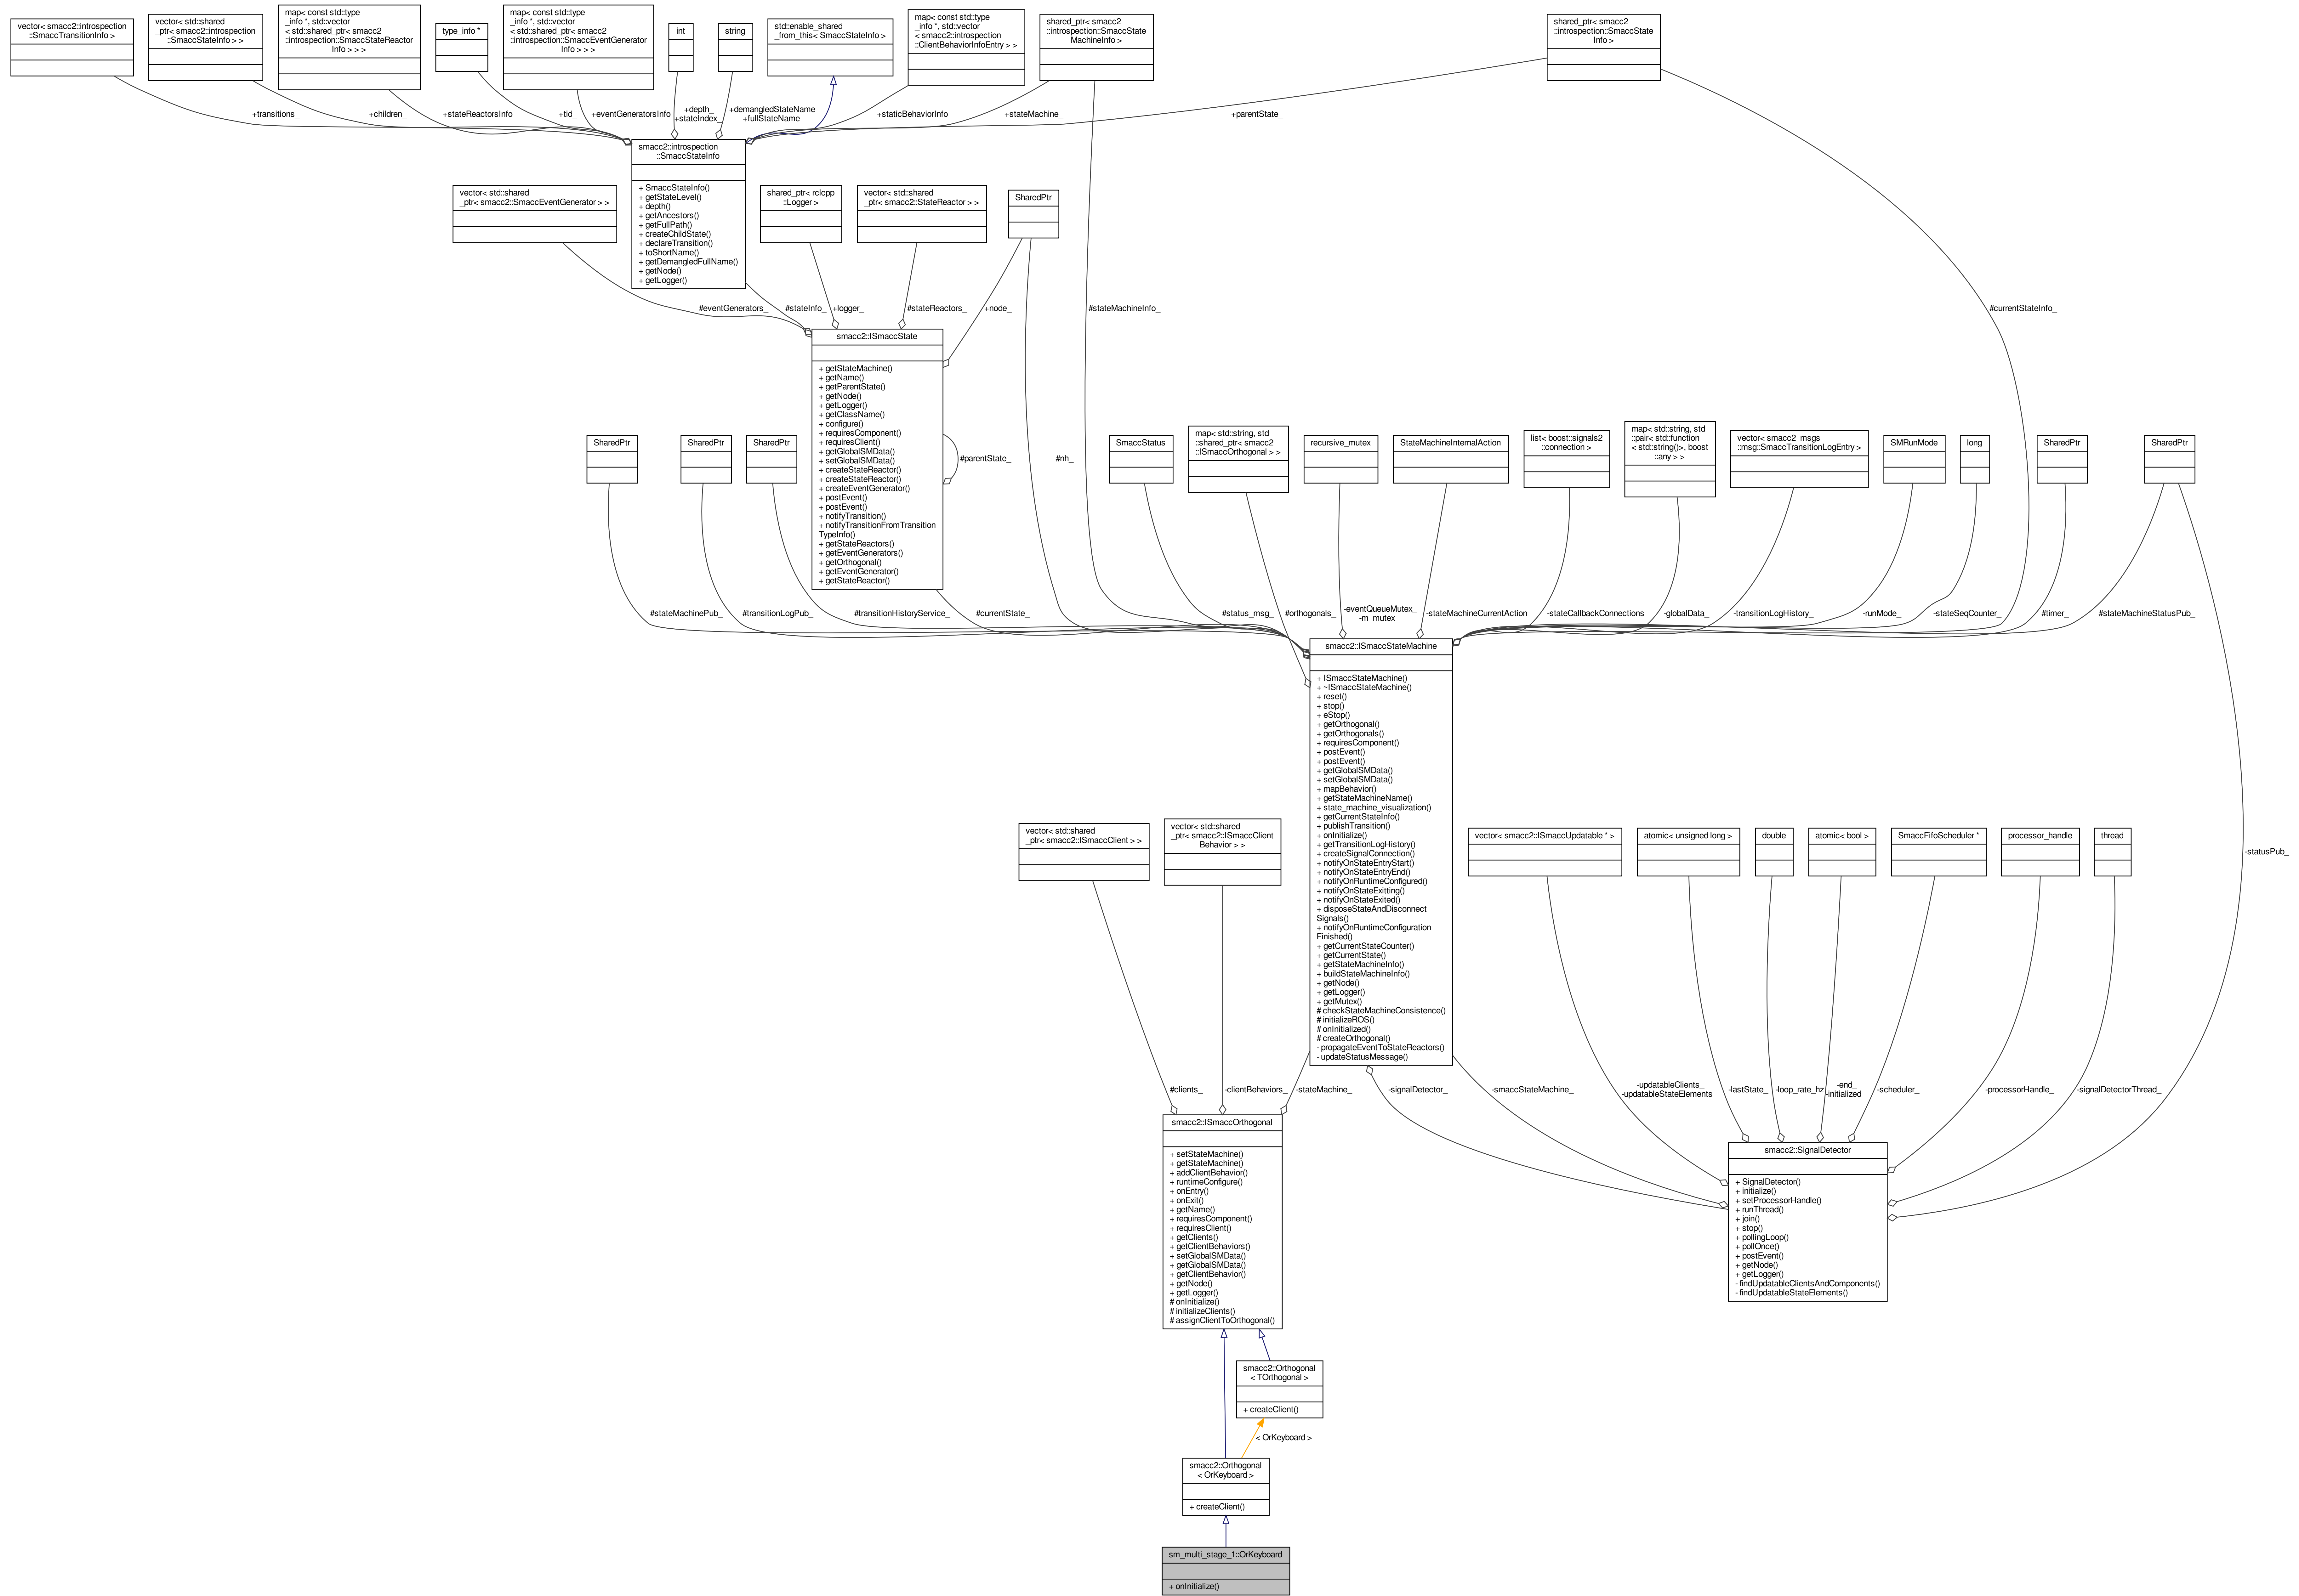 vector< smacc2::introspection
::SmaccTransitionInfo >
vector< std::shared
_ptr< smacc2::introspection
::SmaccStateInfo > >
map< const std::type
_info *, std::vector
< std::shared_ptr< smacc2
::introspection::SmaccStateReactor
Info > > >
type_info *
map< const std::type
_info *, std::vector
< std::shared_ptr< smacc2
::introspection::SmaccEventGenerator
Info > > >
int
string
std::enable_shared
_from_this< SmaccStateInfo >
map< const std::type
_info *, std::vector
< smacc2::introspection
::ClientBehaviorInfoEntry > >
shared_ptr< smacc2
::introspection::SmaccState
MachineInfo >
shared_ptr< smacc2
::introspection::SmaccState
Info >
+transitions_
+children_
+stateReactorsInfo
+tid_
+eventGeneratorsInfo
+depth_
+stateIndex_
+demangledStateName
+fullStateName
+staticBehaviorInfo
+stateMachine_
+parentState_
smacc2::introspection
::SmaccStateInfo
+ SmaccStateInfo()
+ getStateLevel()
+ depth()
+ getAncestors()
+ getFullPath()
+ createChildState()
+ declareTransition()
+ toShortName()
+ getDemangledFullName()
+ getNode()
+ getLogger()
vector< std::shared
_ptr< smacc2::SmaccEventGenerator > >
shared_ptr< rclcpp
::Logger >
vector< std::shared
_ptr< smacc2::StateReactor > >
SharedPtr
#eventGenerators_
#stateInfo_
+logger_
#stateReactors_
+node_
#stateMachineInfo_
#currentStateInfo_
smacc2::ISmaccState
+ getStateMachine()
+ getName()
+ getParentState()
+ getNode()
+ getLogger()
+ getClassName()
+ configure()
+ requiresComponent()
+ requiresClient()
+ getGlobalSMData()
+ setGlobalSMData()
+ createStateReactor()
+ createStateReactor()
+ createEventGenerator()
+ postEvent()
+ postEvent()
+ notifyTransition()
+ notifyTransitionFromTransition
TypeInfo()
+ getStateReactors()
+ getEventGenerators()
+ getOrthogonal()
+ getEventGenerator()
+ getStateReactor()
#parentState_
#nh_
SharedPtr
SharedPtr
SharedPtr
SmaccStatus
map< std::string, std
::shared_ptr< smacc2
::ISmaccOrthogonal > >
recursive_mutex
StateMachineInternalAction
list< boost::signals2
::connection >
map< std::string, std
::pair< std::function
< std::string()>, boost
::any > >
vector< smacc2_msgs
::msg::SmaccTransitionLogEntry >
SMRunMode
long
SharedPtr
SharedPtr
#stateMachinePub_
#transitionLogPub_
#transitionHistoryService_
#currentState_
#status_msg_
#orthogonals_
-eventQueueMutex_
-m_mutex_
-stateMachineCurrentAction
-stateCallbackConnections
-globalData_
-transitionLogHistory_
-runMode_
-stateSeqCounter_
#timer_
#stateMachineStatusPub_
smacc2::ISmaccStateMachine
+ ISmaccStateMachine()
+ ~ISmaccStateMachine()
+ reset()
+ stop()
+ eStop()
+ getOrthogonal()
+ getOrthogonals()
+ requiresComponent()
+ postEvent()
+ postEvent()
+ getGlobalSMData()
+ setGlobalSMData()
+ mapBehavior()
+ getStateMachineName()
+ state_machine_visualization()
+ getCurrentStateInfo()
+ publishTransition()
+ onInitialize()
+ getTransitionLogHistory()
+ createSignalConnection()
+ notifyOnStateEntryStart()
+ notifyOnStateEntryEnd()
+ notifyOnRuntimeConfigured()
+ notifyOnStateExitting()
+ notifyOnStateExited()
+ disposeStateAndDisconnect
Signals()
+ notifyOnRuntimeConfiguration
Finished()
+ getCurrentStateCounter()
+ getCurrentState()
+ getStateMachineInfo()
+ buildStateMachineInfo()
+ getNode()
+ getLogger()
+ getMutex()
# checkStateMachineConsistence()
# initializeROS()
# onInitialized()
# createOrthogonal()
- propagateEventToStateReactors()
- updateStatusMessage()
vector< std::shared
_ptr< smacc2::ISmaccClient > >
vector< std::shared
_ptr< smacc2::ISmaccClient
Behavior > >
vector< smacc2::ISmaccUpdatable * >
atomic< unsigned long >
double
atomic< bool >
SmaccFifoScheduler *
processor_handle
thread
-statusPub_
#clients_
-clientBehaviors_
-stateMachine_
-signalDetector_
-smaccStateMachine_
-updatableClients_
-updatableStateElements_
-lastState_
-loop_rate_hz
-end_
-initialized_
-scheduler_
-processorHandle_
-signalDetectorThread_
smacc2::ISmaccOrthogonal
+ setStateMachine()
+ getStateMachine()
+ addClientBehavior()
+ runtimeConfigure()
+ onEntry()
+ onExit()
+ getName()
+ requiresComponent()
+ requiresClient()
+ getClients()
+ getClientBehaviors()
+ setGlobalSMData()
+ getGlobalSMData()
+ getClientBehavior()
+ getNode()
+ getLogger()
# onInitialize()
# initializeClients()
# assignClientToOrthogonal()
smacc2::SignalDetector
+ SignalDetector()
+ initialize()
+ setProcessorHandle()
+ runThread()
+ join()
+ stop()
+ pollingLoop()
+ pollOnce()
+ postEvent()
+ getNode()
+ getLogger()
- findUpdatableClientsAndComponents()
- findUpdatableStateElements()
smacc2::Orthogonal
< TOrthogonal >
+ createClient()
< OrKeyboard >
smacc2::Orthogonal
< OrKeyboard >
+ createClient()
sm_multi_stage_1::OrKeyboard
+ onInitialize()